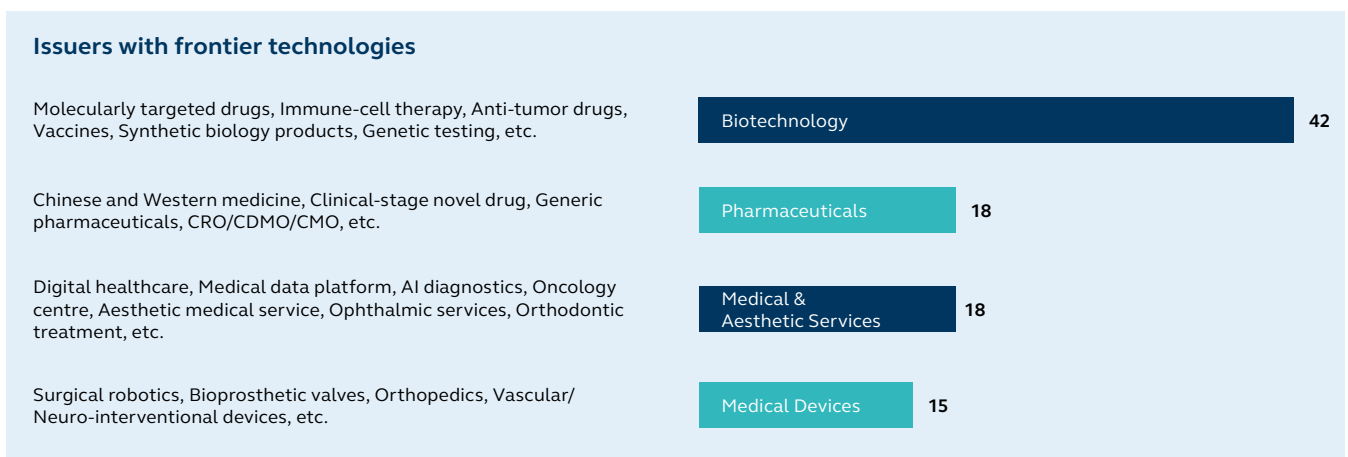 Issuers with frontier technologies
Molecularly targeted drugs, Immune-cell therapy, Anti-tumor drugs,
Vaccines, Synthetic biology products, Genetic testing, etc.
Biotechnology
42
Chinese and Western medicine, Clinical-stage novel drug, Generic
pharmaceuticals, CRO/CDMO/CMO, etc.
Pharmaceuticals
18
Digital healthcare, Medical data platform, AI diagnostics, Oncology
centre, Aesthetic medical service, Ophthalmic services, Orthodontic
treatment, etc.
Medical &
Aesthetic Services
18
Surgical robotics, Bioprosthetic valves, Orthopedics, Vascular/
Neuro-interventional devices, etc.
Medical Devices
15